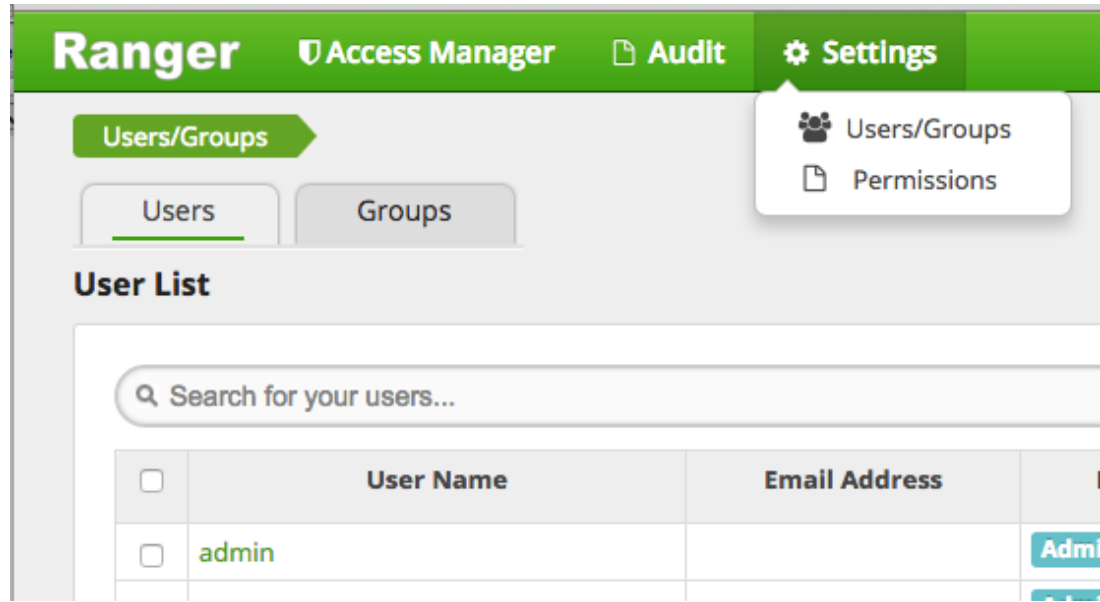 Ranger Access Manager Audit Settings
Users/Groups
Permissions
Users/Groups
Users Groups
User List
Search for your users...
User Name Email Address
admin